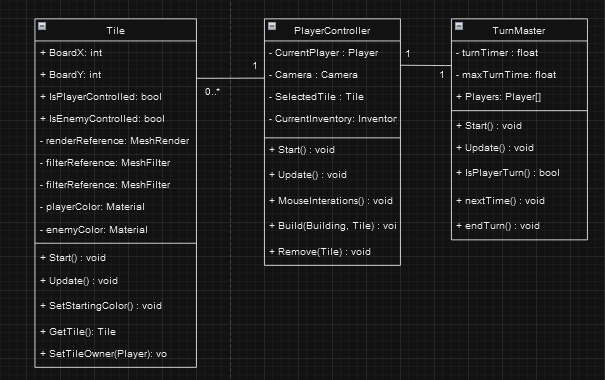 Tile
+ BoardX: int
+ BoardY: int
+ IsPlayerControlled: bool
+ IsEnemyControlled: bool
- renderReference: MeshRender
- filterReference: MeshFilter
- filterReference: MeshFilter
- playerColor: Material
- enemyColor: Material
+ Start() : void
+ Update() : void
+ SetStartingColor() : void
+ GetTile(): Tile
+ SetTileOwner(Player): vo
1
0..*
PlayerController
- CurrentPlayer : Player
- Camera : Camera
- SelectedTile : Tile
- CurrentInventory: Inventor
+ Start() : void
+ Update() : void
+ MouseInterations() : void
+ Build(Building, Tile) : voi
+ Remove(Tile) : void
1
1
TurnMaster
- turnTimer : float
- maxTurnTime: float
+ Players: Player[]
+ Start() : void
+ Update() : void
+ IsPlayerTurn() : bool
+ nextTime() : void
+ endTurn() : void